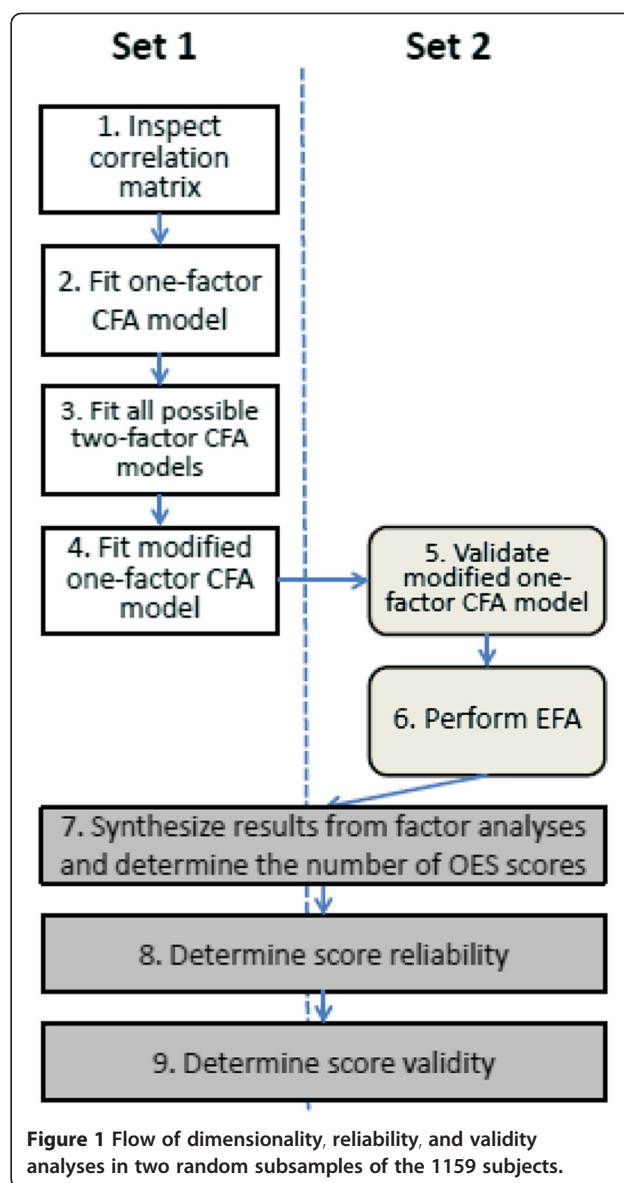 Set 1
Set 2
1. Inspect
correlation
matrix
2. Fit one-factor
CFA model
3. Fit all possible
two-factor CFA
models
4. Fit modified
one-factor CFA
model
5. Validate
modified one-
factor CFA model
6. Perform EFA
7. Synthesize results from factor analyses
and determine the number of OES scores
8. Determine score reliability
9. Determine score validity
Figure 1 Flow of dimensionality, reliability, and validity
analyses in two random subsamples of the 1159 subjects.